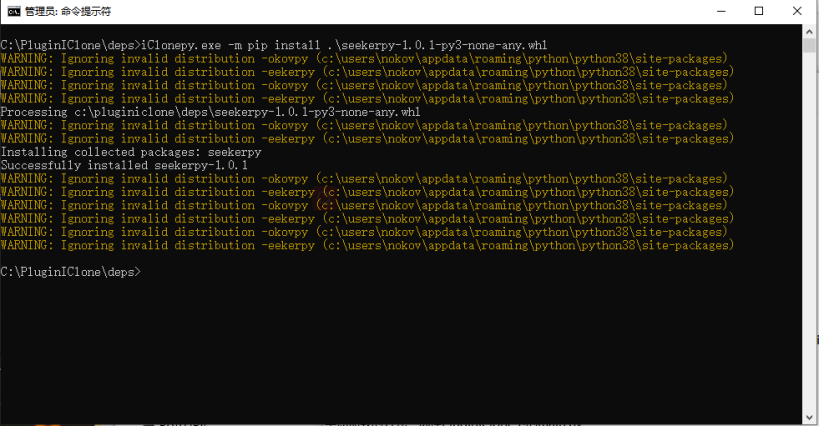 管理员: 命令提示符
C:\PluginIClone\deps>iClonepy.exe -m pip install .\seekerpy-1.0.1-py3-none-any.whl
WARNING: Ignoring invalid distribution -okovpy (c:\users\nokov\appdata\roaming\python\python38\site-packages)
WARNING: Ignoring invalid distribution -eekerpy (c:\users\nokov\appdata\roaming\python\python38\site-packages)
WARNING: Ignoring invalid distribution -okovpy (c:\users\nokov\appdata\roaming\python\python38\site-packages)
WARNING: Ignoring invalid distribution -eekerpy (c:\users\nokov\appdata\roaming\python\python38\site-packages)
Processing c:\pluginiclone\deps\seekerpy-1.0.1-py3-none-any.whl
WARNING: Ignoring invalid distribution -okovpy (c:\users\nokov\appdata\roaming\python\python38\site-packages)
WARNING: Ignoring invalid distribution -eekerpy (c:\users\nokov\appdata\roaming\python\python38\site-packages)
Installing collected packages: seekerpy
Successfully installed seekerpy-1.0.1
WARNING: Ignoring invalid distribution -okovpy (c:\users\nokov\appdata\roaming\python\python38\site-packages)
WARNING: Ignoring invalid distribution -eekerpy (c:\users\nokov\appdata\roaming\python\python38\site-packages)
WARNING: Ignoring invalid distribution -okovpy (c:\users\nokov\appdata\roaming\python\python38\site-packages)
WARNING: Ignoring invalid distribution -eekerpy (c:\users\nokov\appdata\roaming\python\python38\site-packages)
WARNING: Ignoring invalid distribution -okovpy (c:\users\nokov\appdata\roaming\python\python38\site-packages)
WARNING: Ignoring invalid distribution -eekerpy (c:\users\nokov\appdata\roaming\python\python38\site-packages)
C:\PluginIClone\deps>